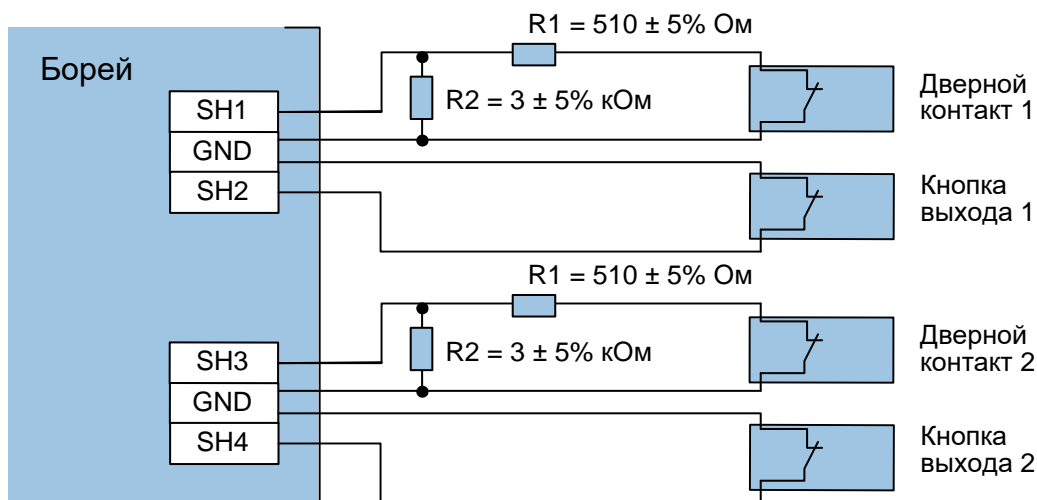 R1 = 510 ± 5% Ом
Борей
R2 = 3 ± 5% кОм
Дверной
контакт 1
SH1
GND
SH2
Кнопка
выхода 1
R1 = 510 ± 5% Ом
R2 = 3 ± 5% кОм
Дверной
контакт 2
SH3
GND
SH4
Кнопка
выхода 2